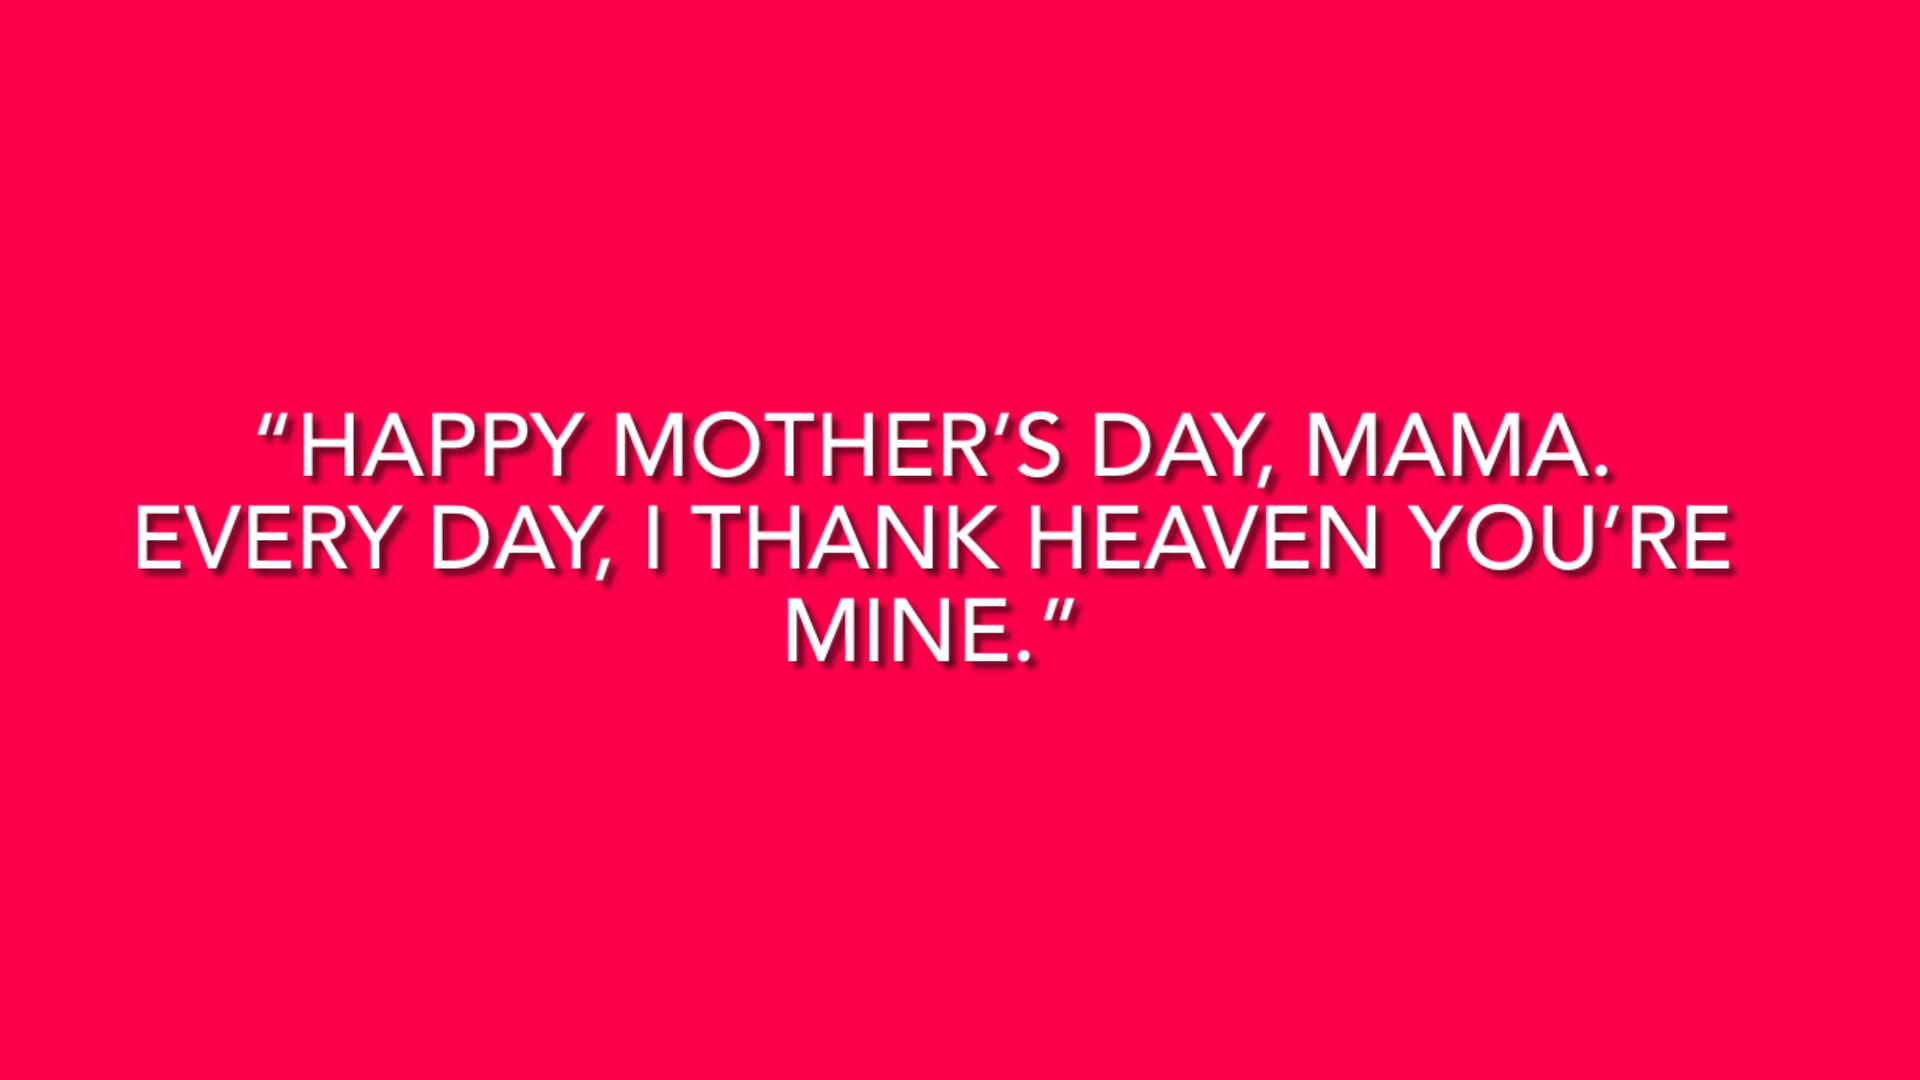 “HAPPY MOTHER’S DAY, MAMA.
EVERY DAY, I THANK HEAVEN YOU’RE
MINE.”